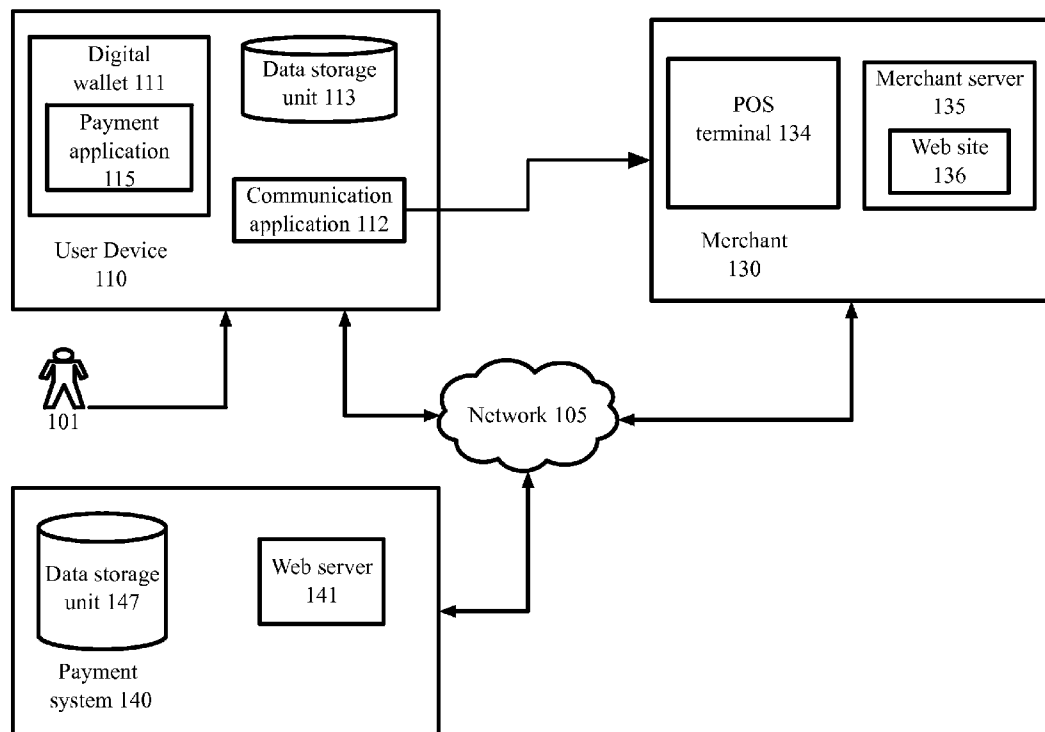 Digital
wallet 111
Payment
application
115
Data storage
unit 113
Communication
application 112
User Device
110
POS
terminal 134
Merchant server
135
Web site
136
Merchant
130
101
Network 105
Data storage
unit 147
Web server
141
Payment
system 140